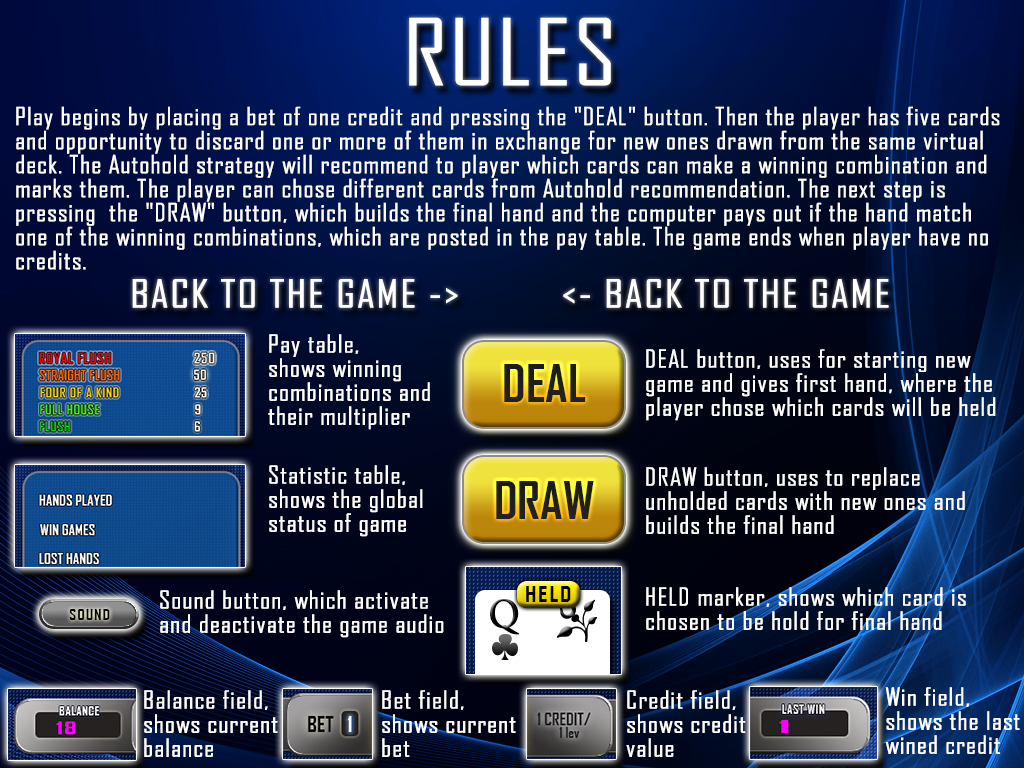 RULES
Play begins by placing a bet of one credit and pressing the "DEAL" button. Then the player has five cards
and opportunity to discard one or more of them in exchange for new ones drawn from the same virtual
deck. The Autohold strategy will recommend to player which cards can make a winning combination and
marks them. The player can chose different cards from Autohold recommendation. The next step is
pressing the "DRAW" button, which builds the final hand and the computer pays out if the hand match
one of the winning combinations, which are posted in the pay table. The game ends when player have no
credits.
BACK TO THE GAME ->
<- BACK TO THE GAME
ROYAL FLUSH 250
STRAIGHT FLUSH 50
FOUR OF A KIND 25
FULL HOUSE 9
FLUSH 6
Pay table,
shows winning
combinations and
their multiplier
DEAL
DEAL button, uses for starting new
game and gives first hand, where the
player chose which cards will be held
HANDS PLAYED
WIN GAMES
LOST HANDS
Statistic table,
shows the global
status of game
DRAW
DRAW button, uses to replace
unholded cards with new ones and
builds the final hand
SOUND
Sound button, which activate
and deactivate the game audio
HELD
Q
HELD marker, shows which card is
chosen to be hold for final hand
BALANCE
18
Balance field,
shows current
balance
BET 1
Bet field,
shows current
bet
1 CREDIT/
1 lev
Credit field,
shows credit
value
LAST WIN
1
Win field,
shows the last
wined credit